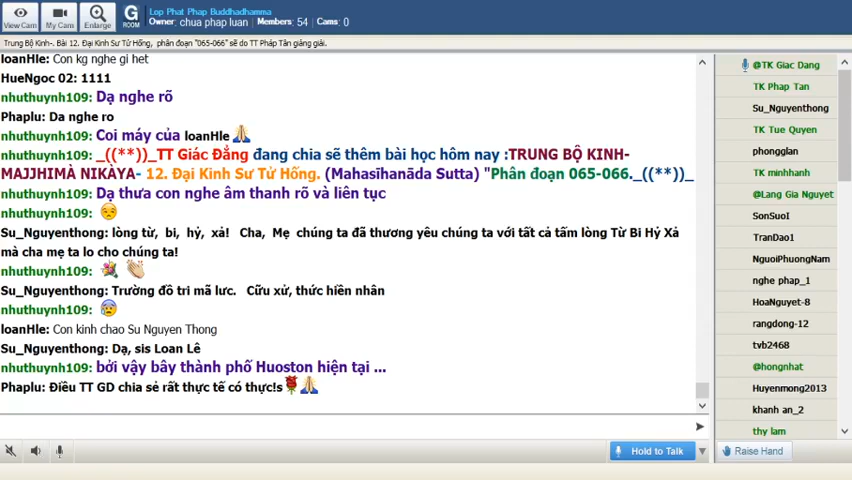 Lop Phat Phap Buddhadhamma
Owner: chua phap luan Members: 54 Cams: 0
View Cam
My Cam
Enlarge
G ROOM
Trung Bộ Kinh-. Bài 12. Đại Kinh Sư Tử Hống, phân đoạn "065-066" sẽ do TT Pháp Tân giảng giải.
loanHle: Con kg nghe gi het
HueNgoc 02: 1111
nhuthuynh109: Dạ nghe rõ
Phaplu: Da nghe ro
nhuthuynh109: Coi máy của loanHle
nhuthuynh109: _((**))_TT Giác Đẳng đang chia sẽ thêm bài học hôm nay :TRUNG BỘ KINH-
MAJJHIMÀ NIKÀYA- 12. Đại Kinh Sư Tử Hống. (Mahasīhanāda Sutta) "Phân đoạn 065-066._((**))_
nhuthuynh109: Dạ thưa con nghe âm thanh rõ và liên tục
nhuthuynh109:
Su_Nguyenthong: lòng từ, bi, hỷ, xả! Cha, Mẹ chúng ta đã thương yêu chúng ta với tất cả tấm lòng Từ Bi Hỷ Xả
mà cha mẹ ta lo cho chúng ta!
nhuthuynh109:
Su_Nguyenthong: Trường đồ tri mã lưc. Cữu xử, thức hiền nhân
nhuthuynh109:
loanHle: Con kinh chao Su Nguyen Thong
Su_Nguyenthong: Dạ, sis Loan Lê
nhuthuynh109: bởi vậy bây thành phố Huoston hiện tại ...
Phaplu: Điều TT GD chia sẻ rất thực tế có thực!s
@TK Giac Dang
TK Phap Tan
Su_Nguyenthong
TK Tue Quyen
phongglan
TK minhhanh
@Lang Gia Nguyet
SonSuoI
TranDao1
NguoiPhuongNam
nghe phap_1
HoaNguyet-8
rangdong-12
tvb2468
@hongnhat
Huyenmong2013
khanh an_2
thy lam
Hold to Talk
Raise Hand